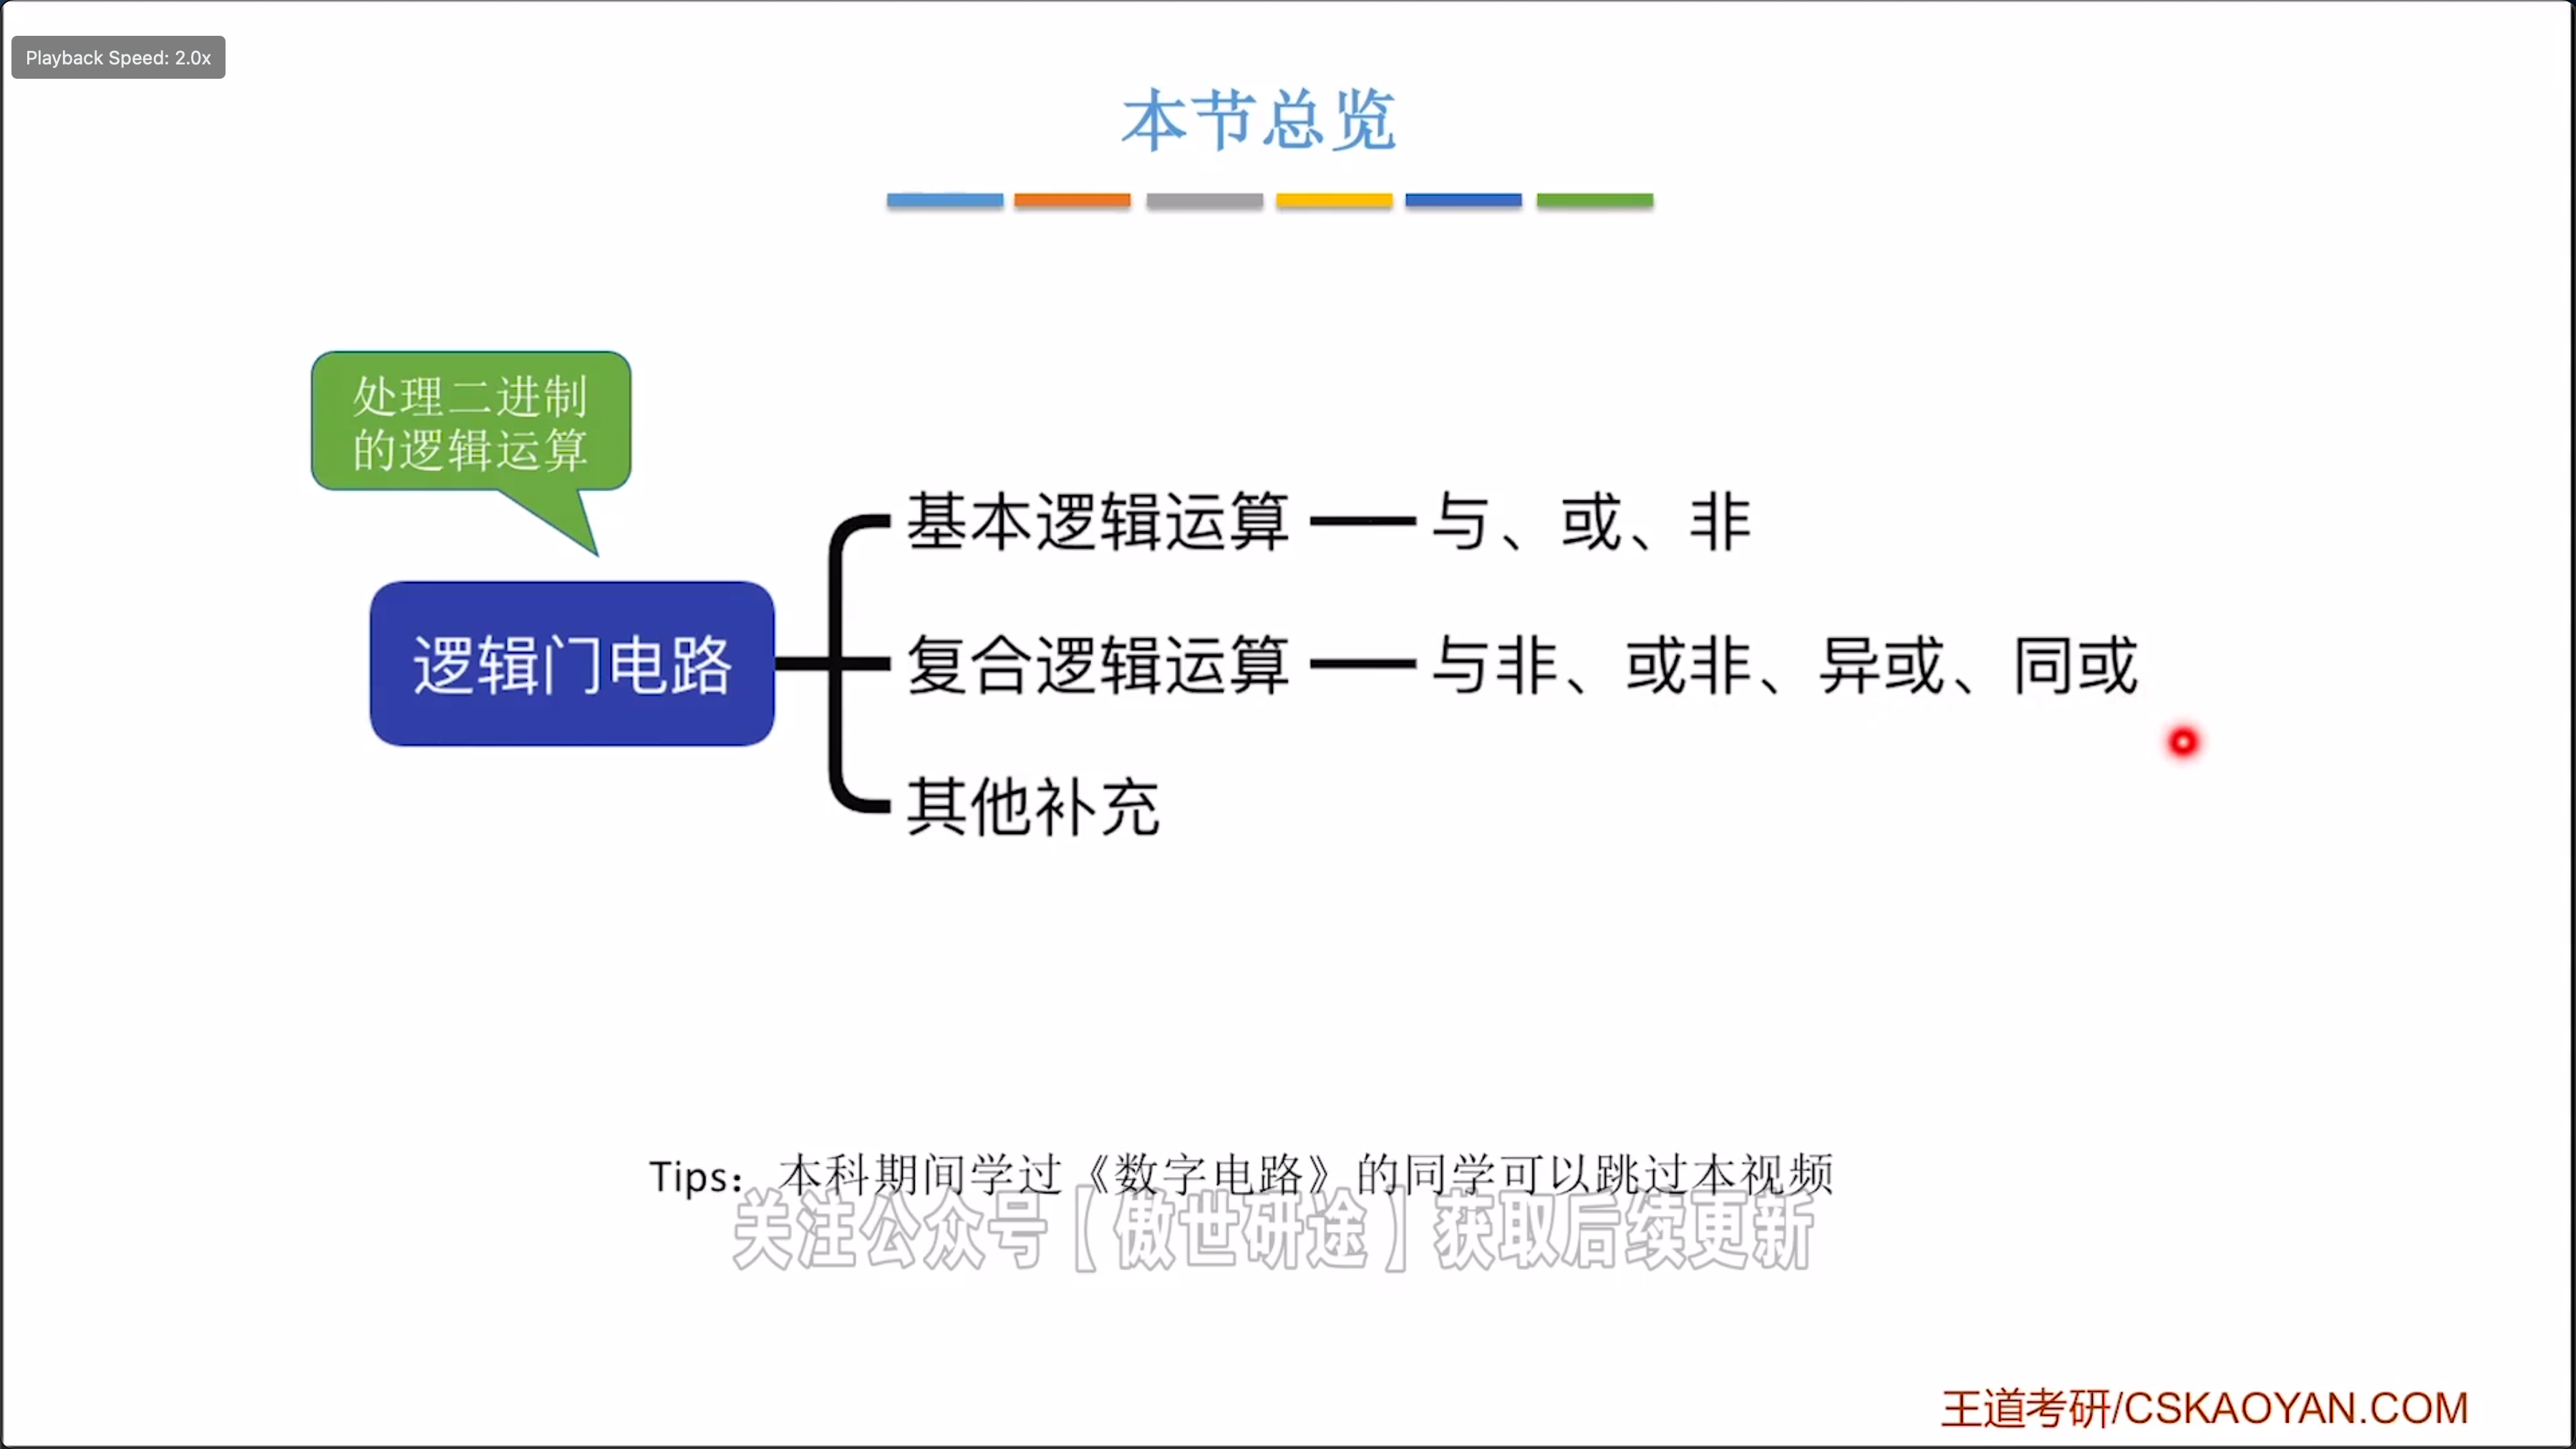 Playback Speed: 2.0x
本节总览
处理二进制
的逻辑运算
逻辑门电路
基本逻辑运算 — 与、或、非
复合逻辑运算 — 与非、或非、异或、同或
其他补充
Tips：本科期间学过《数字电路》的同学可以跳过本视频
关注公众号【傲世研途】获取后续更新
王道考研/CSKAOYAN.COM